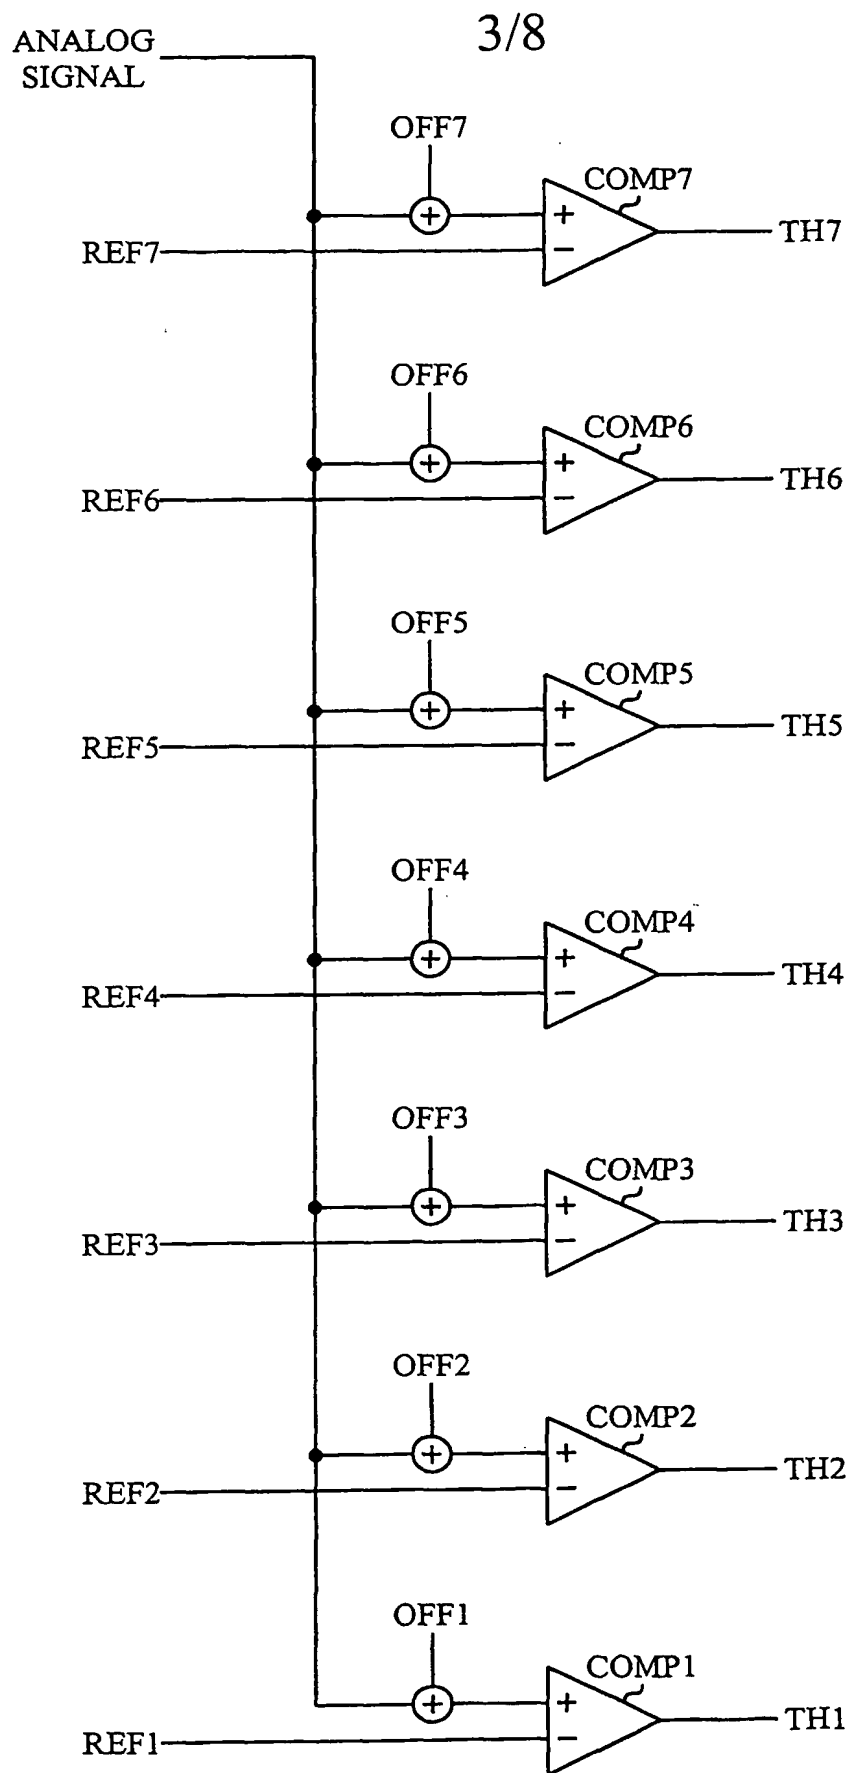 3/8
ANALOG
SIGNAL
OFF7
COMP7
+
+
TH7
REF7
−
OFF6
COMP6
+
+
TH6
REF6
−
OFF5
COMP5
+
+
TH5
REF5
−
OFF4
COMP4
+
+
TH4
REF4
−
OFF3
COMP3
+
+
TH3
REF3
−
OFF2
COMP2
+
+
TH2
REF2
−
OFF1
COMP1
+
+
TH1
REF1
−